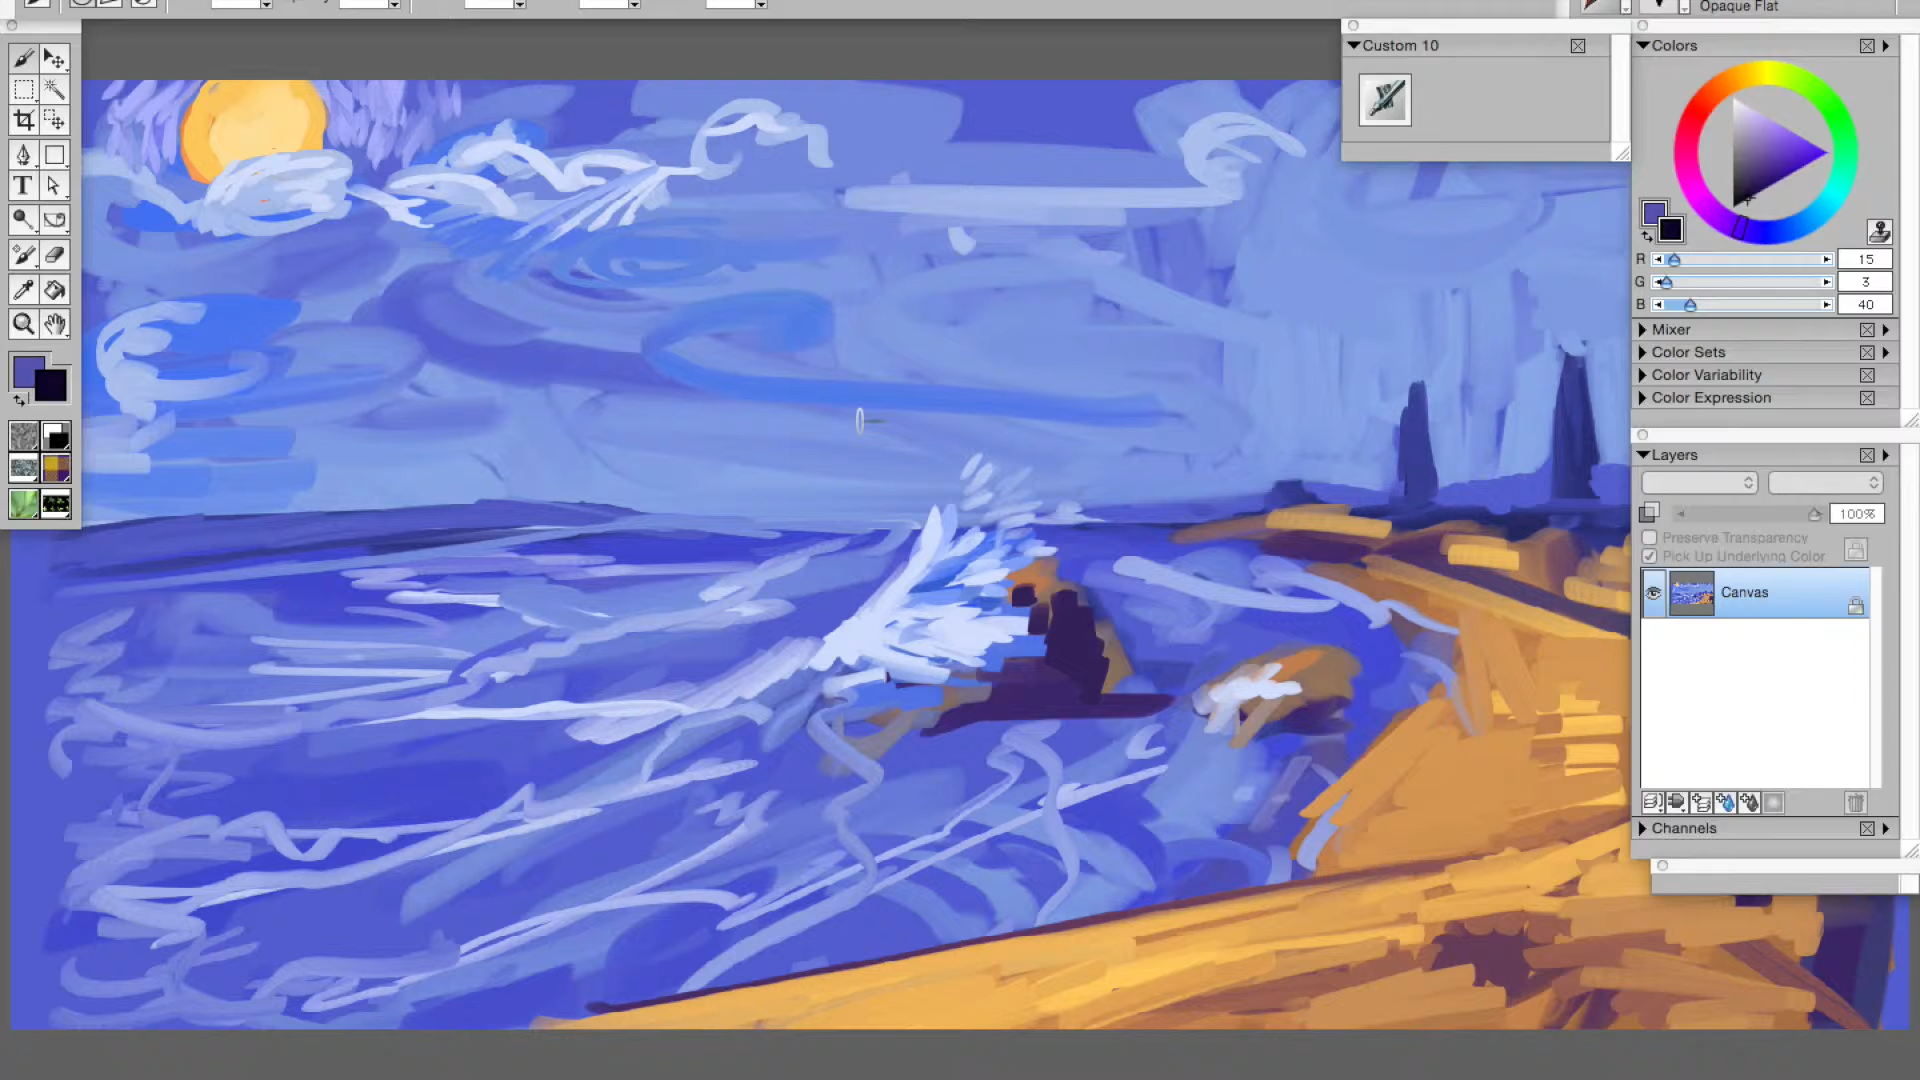 Opaque Flat
Custom 10
Colors
R 15
G 3
B 40
Mixer
Color Sets
Color Variability
Color Expression
Layers
100%
Preserve Transparency
Pick Up Underlying Color
Canvas
Channels
T